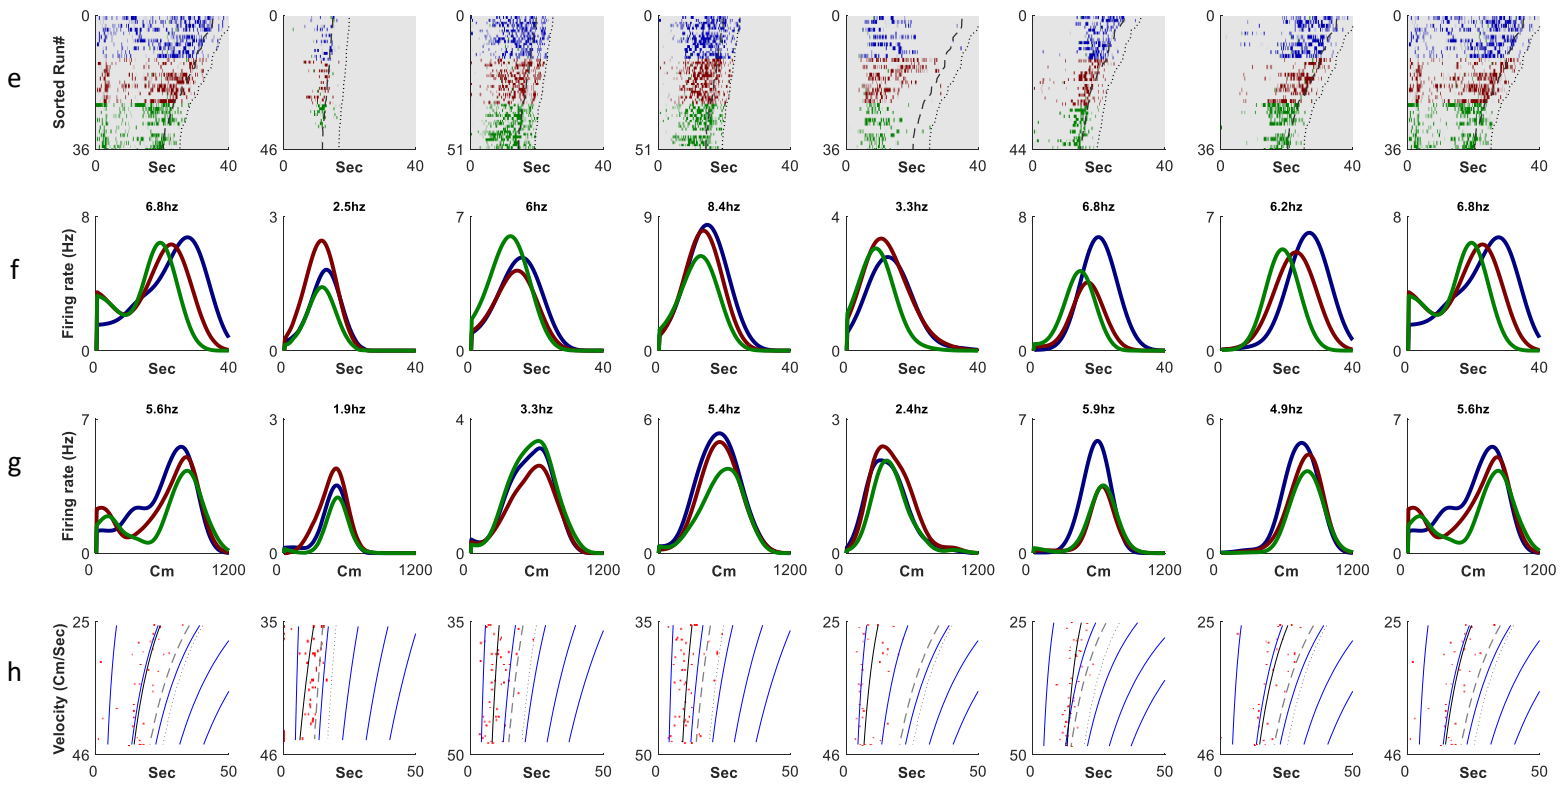 e
Sorted Run#
0 0 0 0 0 0 0 0
36 46 51 51 36 44 36 36
0 40 0 40 0 40 0 40 0 40 0 40 0 40 0 40
Sec Sec Sec Sec Sec Sec Sec Sec
f
Firing rate (Hz)
6.8hz 2.5hz 6hz 8.4hz 3.3hz 6.8hz 6.2hz 6.8hz
8 3 7 9 4 8 7 8
0 0 0 0 0 0 0 0
0 40 0 40 0 40 0 40 0 40 0 40 0 40 0 40
Sec Sec Sec Sec Sec Sec Sec Sec
g
Firing rate (Hz)
5.6hz 1.9hz 3.3hz 5.4hz 2.4hz 5.9hz 4.9hz 5.6hz
7 3 4 6 3 7 6 7
0 0 0 0 0 0 0 0
0 1200 0 1200 0 1200 0 1200 0 1200 0 1200 0 1200 0 1200
Cm Cm Cm Cm Cm Cm Cm Cm
h
Velocity (Cm/Sec)
25 35 35 35 25 25 25 25
46 46 50 50 46 50 46 46
0 50 0 50 0 50 0 50 0 50 0 50 0 50 0 50
Sec Sec Sec Sec Sec Sec Sec Sec